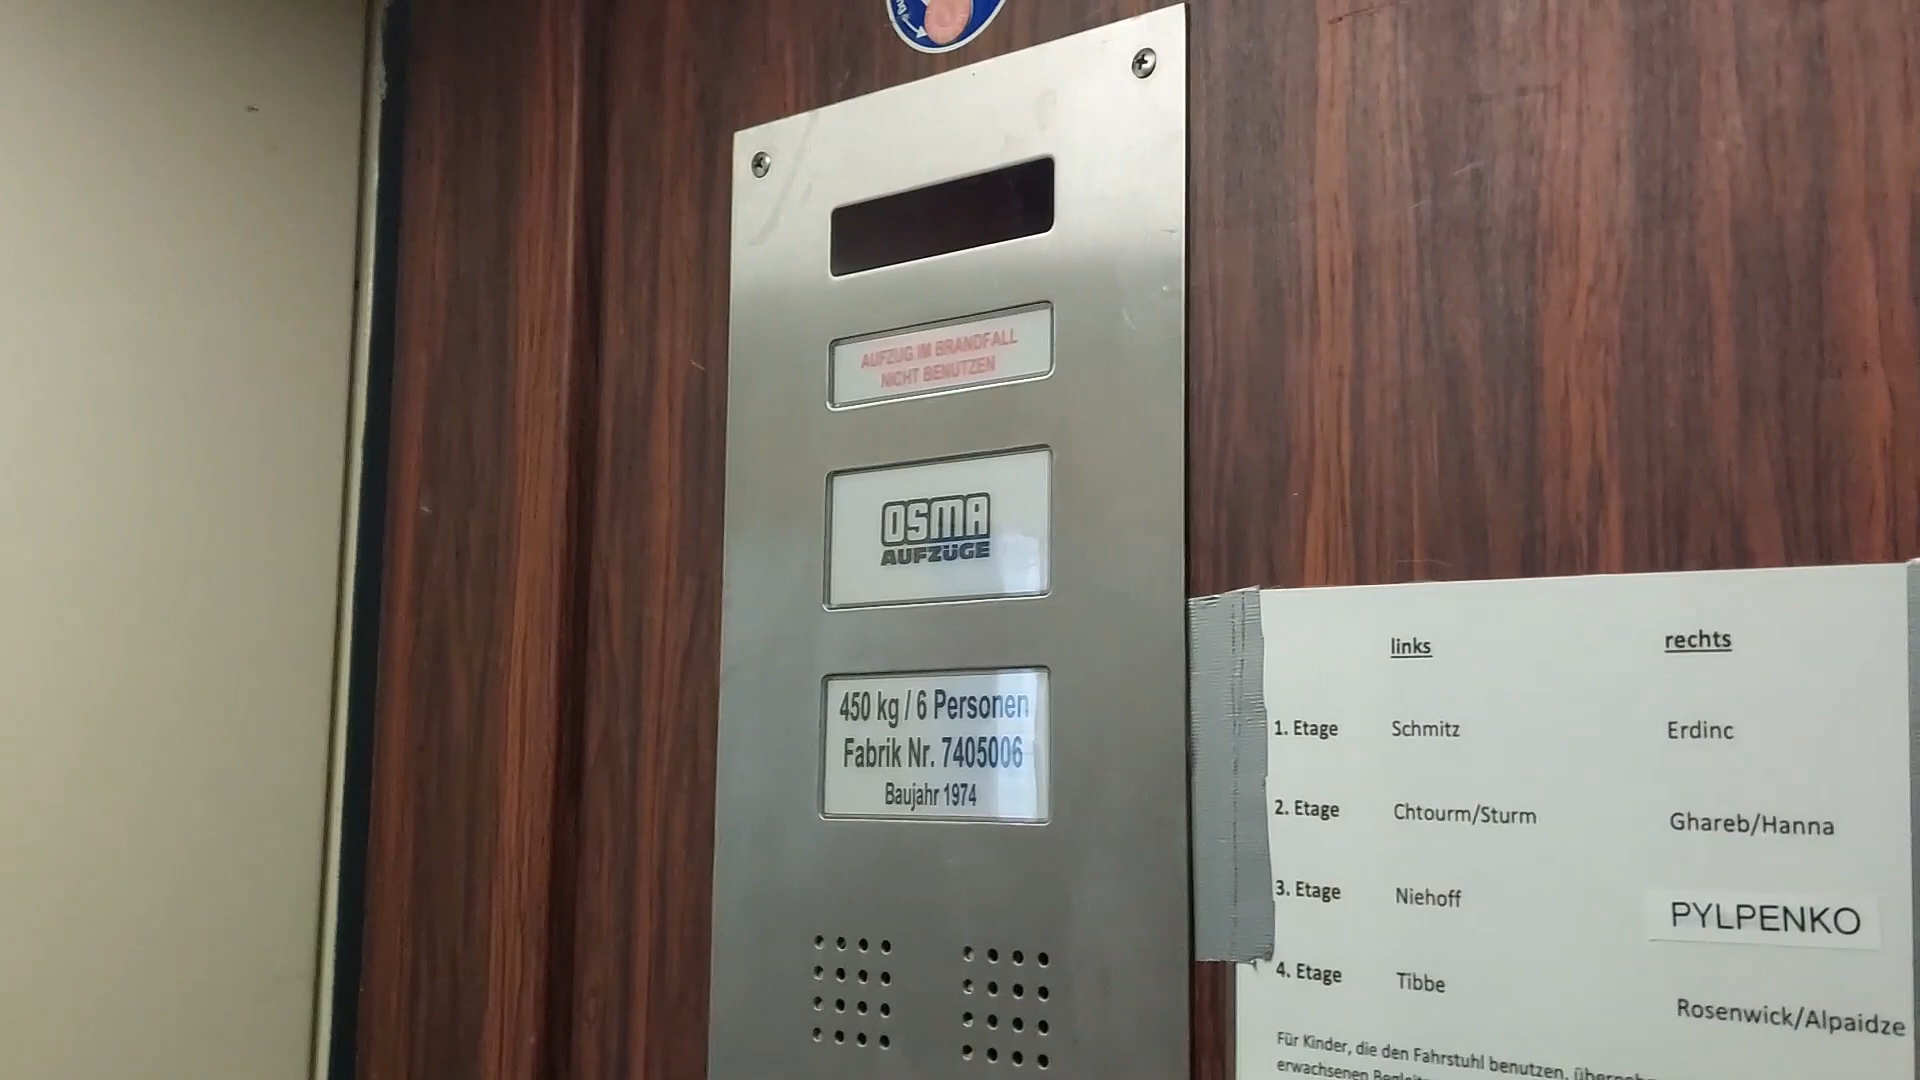 AUFZUG IM BRANDFALL
NICHT BENUTZEN
OSMA
AUFZÜGE
450 kg / 6 Personen
Fabrik Nr. 7405006
Baujahr 1974
links rechts
1. Etage Schmitz Erdinc
2. Etage Chtourm/Sturm Ghareb/Hanna
3. Etage Niehoff PYLPENKO
4. Etage Tibbe Rosenwick/Alpaidze
Für Kinder, die den Fahrstuhl benutzen,
erwachsenen